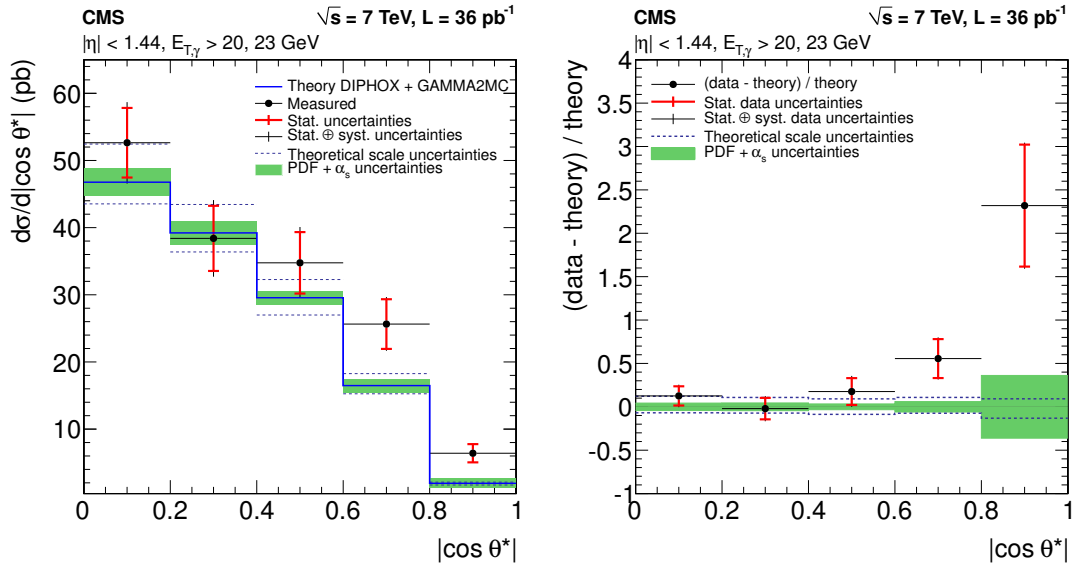 CMS
√s = 7 TeV, L = 36 pb-1
|η| < 1.44, ET,γ > 20, 23 GeV
Theory DIPHOX + GAMMA2MC
Measured
Stat. uncertainties
Stat. ⊕ syst. uncertainties
Theoretical scale uncertainties
PDF + αs uncertainties
dσ/d|cos θ*| (pb)
60
50
40
30
20
10
0
0.2
0.4
0.6
0.8
1
|cos θ*|
CMS
√s = 7 TeV, L = 36 pb-1
|η| < 1.44, ET,γ > 20, 23 GeV
(data - theory) / theory
Stat. data uncertainties
Stat. ⊕ syst. data uncertainties
Theoretical scale uncertainties
PDF + αs uncertainties
(data - theory) / theory
4
3.5
3
2.5
2
1.5
1
0.5
0
-0.5
-1
0
0.2
0.4
0.6
0.8
1
|cos θ*|